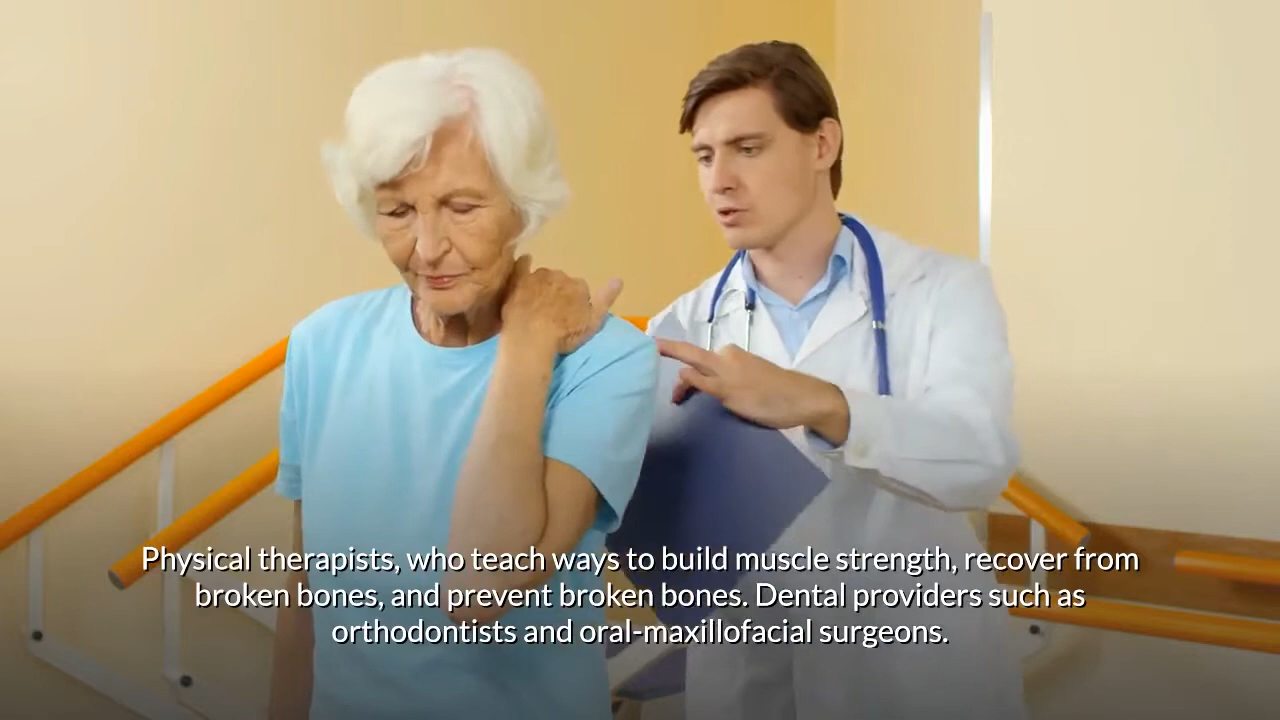 Physical therapists, who teach ways to build muscle strength, recover from
broken bones, and prevent broken bones. Dental providers such as
orthodontists and oral-maxillofacial surgeons.